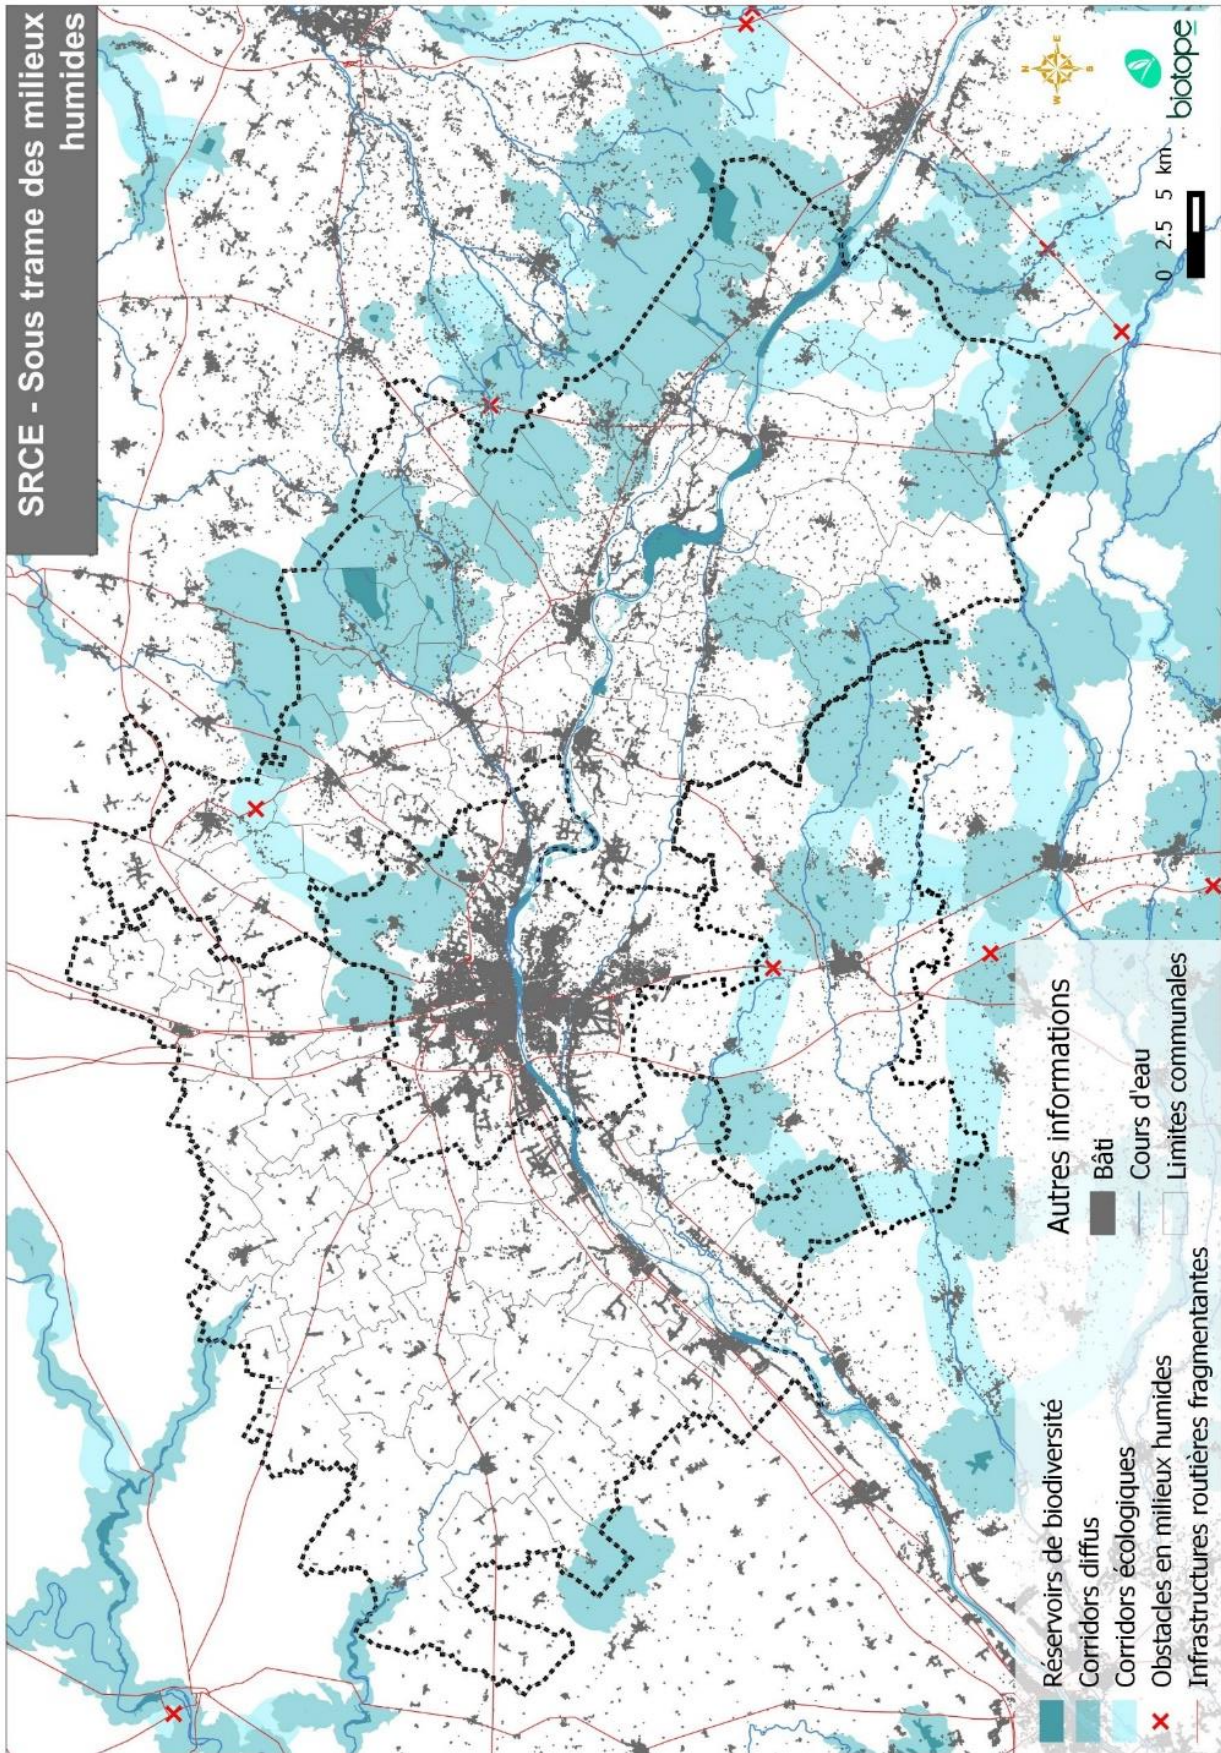 SRCE - Sous trame des milieux
humides
N
W
E
S
biotope
0 2.5 5 km
Réservoirs de biodiversité
Corridors diffus
Corridors écologiques
Obstacles en milieux humides
Infrastructures routières fragmentantes
Autres informations
Bâti
Cours d'eau
Limites communales